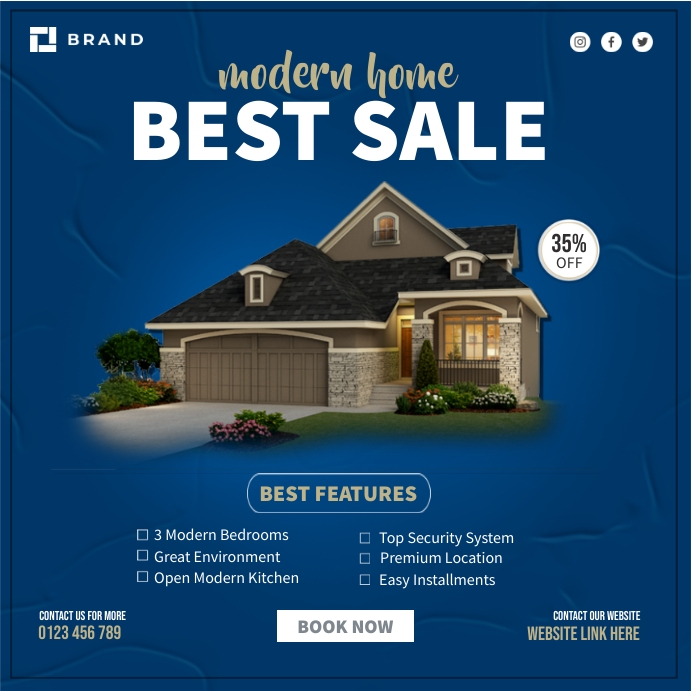 BRAND
modern home
BEST SALE
35%
OFF
BEST FEATURES
3 Modern Bedrooms
Great Environment
Open Modern Kitchen
Top Security System
Premium Location
Easy Installments
CONTACT US FOR MORE
0123 456 789
BOOK NOW
CONTACT OUR WEBSITE
WEBSITE LINK HERE